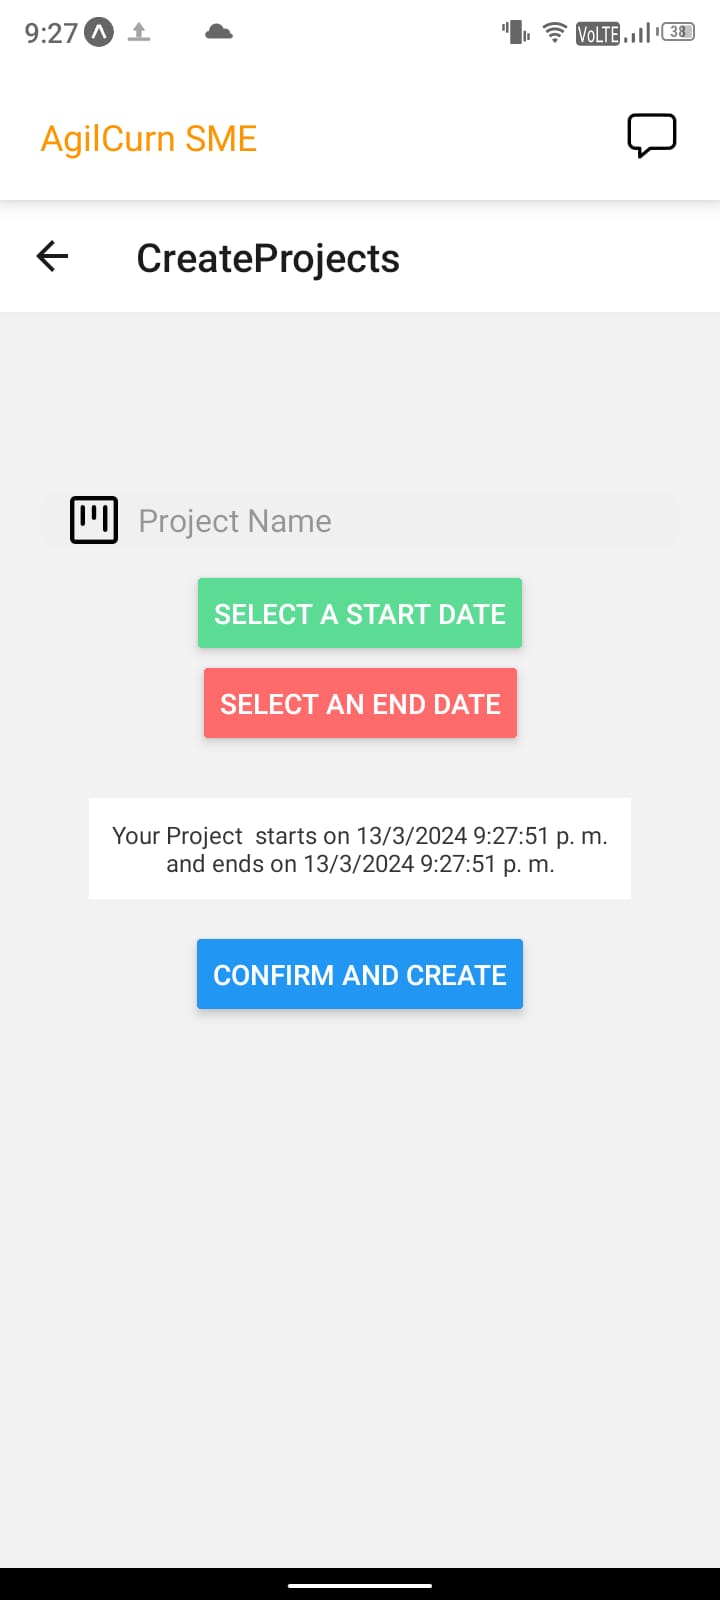 9:27
VoLTE
38
AgilCurn SME
CreateProjects
Project Name
SELECT A START DATE
SELECT AN END DATE
Your Project  starts on 13/3/2024 9:27:51 p. m.
and ends on 13/3/2024 9:27:51 p. m.
CONFIRM AND CREATE